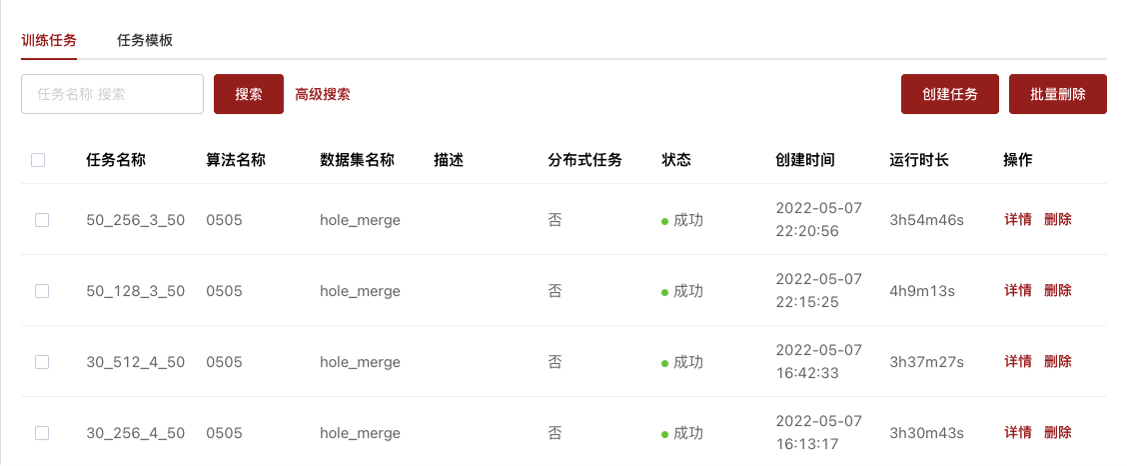 训练任务 任务模板
任务名称 搜索 搜索 高级搜索 创建任务 批量删除
任务名称 算法名称 数据集名称 描述 分布式任务 状态 创建时间 运行时长 操作
50_256_3_50 0505 hole_merge 否 成功 2022-05-07 22:20:56 3h54m46s 详情 删除
50_128_3_50 0505 hole_merge 否 成功 2022-05-07 22:15:25 4h9m13s 详情 删除
30_512_4_50 0505 hole_merge 否 成功 2022-05-07 16:42:33 3h37m27s 详情 删除
30_256_4_50 0505 hole_merge 否 成功 2022-05-07 16:13:17 3h30m43s 详情 删除